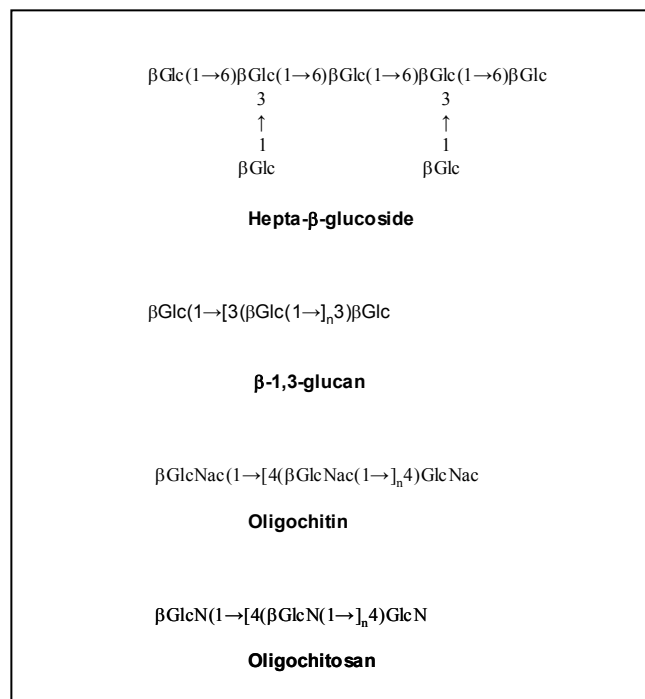 βGlc(1→6)βGlc(1→6)βGlc(1→6)βGlc(1→6)βGlc
3 3
↑ ↑
1 1
βGlc βGlc
Hepta-β-glucoside
βGlc(1→[3(βGlc(1→]n3)βGlc
β-1,3-glucan
βGlcNac(1→[4(βGlcNac(1→]n4)GlcNac
Oligochitin
βGlcN(1→[4(βGlcN(1→]n4)GlcN
Oligochitosan